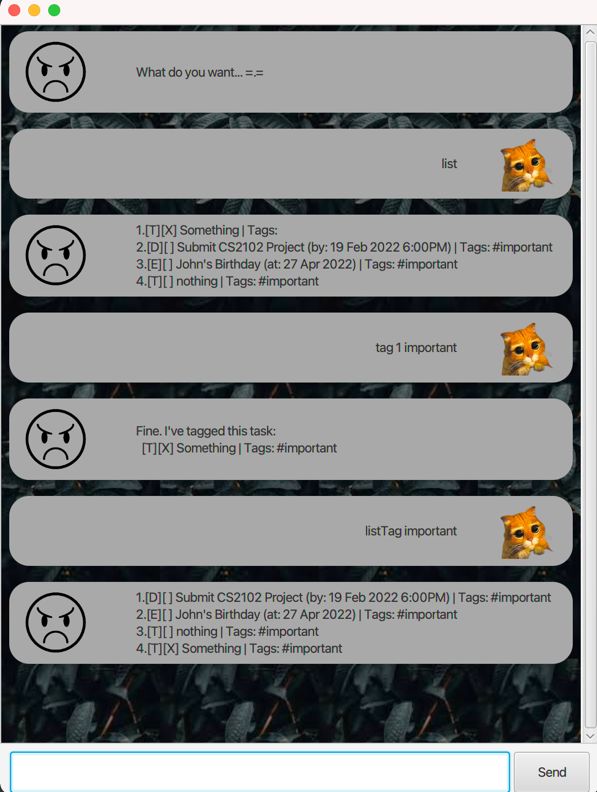 What do you want... =.=
list
1.[T][X] Something | Tags:
2.[D][ ] Submit CS2102 Project (by: 19 Feb 2022 6:00PM) | Tags: #important
3.[E][ ] John's Birthday (at: 27 Apr 2022) | Tags: #important
4.[T][ ] nothing | Tags: #important
tag 1 important
Fine. I've tagged this task:
[T][X] Something | Tags: #important
listTag important
1.[D][ ] Submit CS2102 Project (by: 19 Feb 2022 6:00PM) | Tags: #important
2.[E][ ] John's Birthday (at: 27 Apr 2022) | Tags: #important
3.[T][ ] nothing | Tags: #important
4.[T][X] Something | Tags: #important
Send